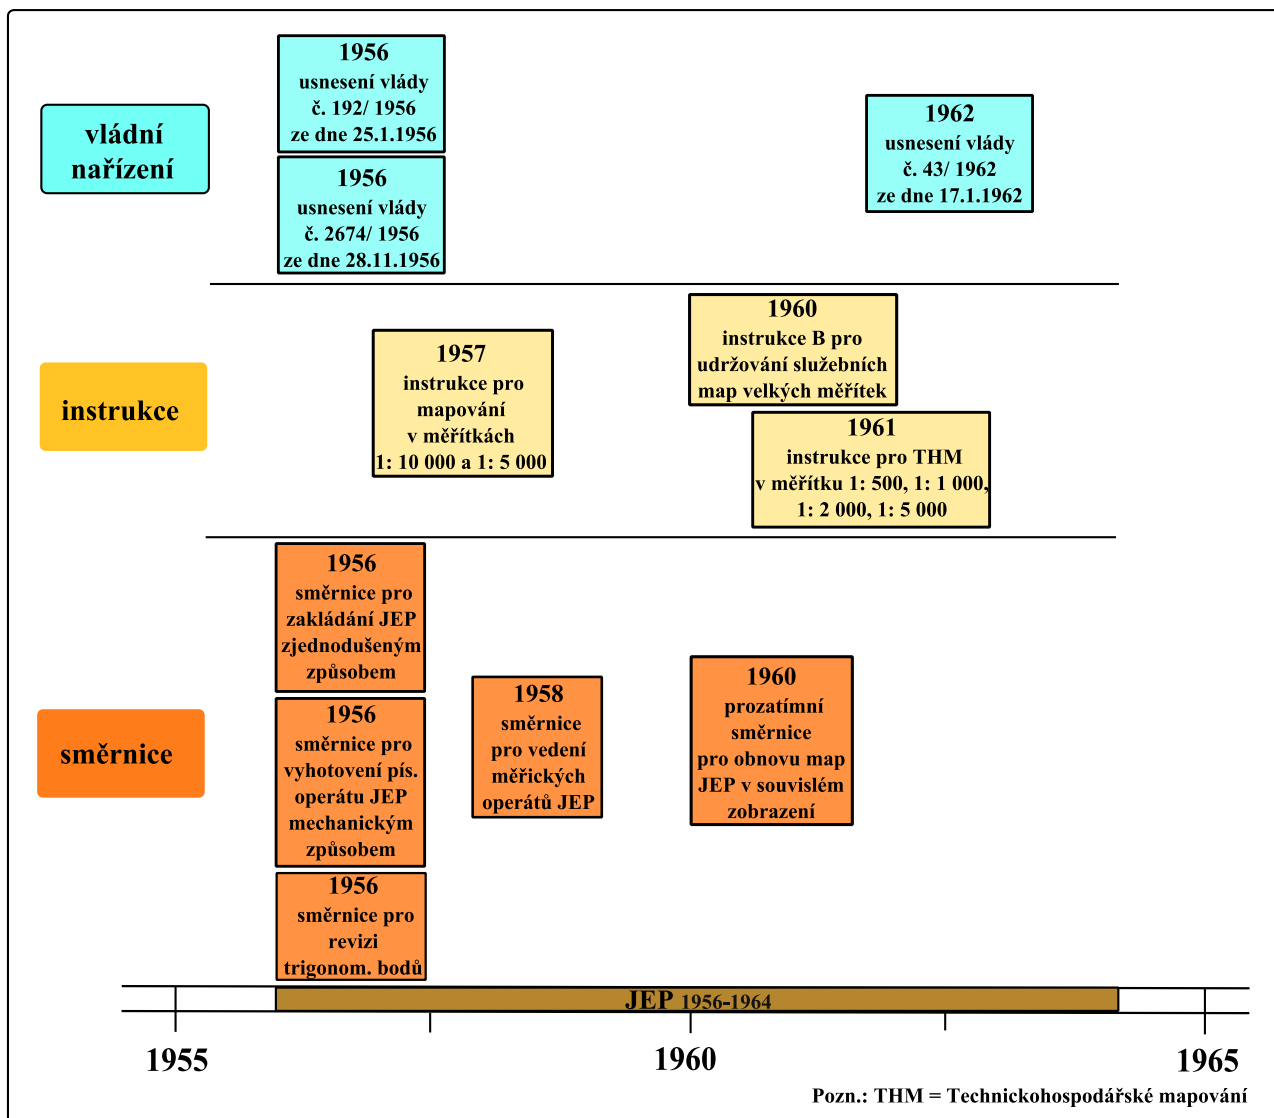 vládní
nařízení
1956
usnesení vlády
č. 192/ 1956
ze dne 25.1.1956
1956
usnesení vlády
č. 2674/ 1956
ze dne 28.11.1956
1962
usnesení vlády
č. 43/ 1962
ze dne 17.1.1962
instrukce
1957
instrukce pro
mapování
v měřítkách
1: 10 000 a 1: 5 000
1960
instrukce B pro
udržování služebních
map velkých měřítek
1961
instrukce pro THM
v měřítku 1: 500, 1: 1 000,
1: 2 000, 1: 5 000
směrnice
1956
směrnice pro
zakládání JEP
zjednodušeným
způsobem
1956
směrnice pro
vyhotovení pís.
operátu JEP
mechanickým
způsobem
1956
směrnice pro
revizi
trigonom. bodů
1958
směrnice
pro vedení
měřických
operátů JEP
1960
prozatímní
směrnice
pro obnovu map
JEP v souvislém
zobrazení
JEP 1956-1964
1955
1960
1965
Pozn.: THM = Technickohospodářské mapování